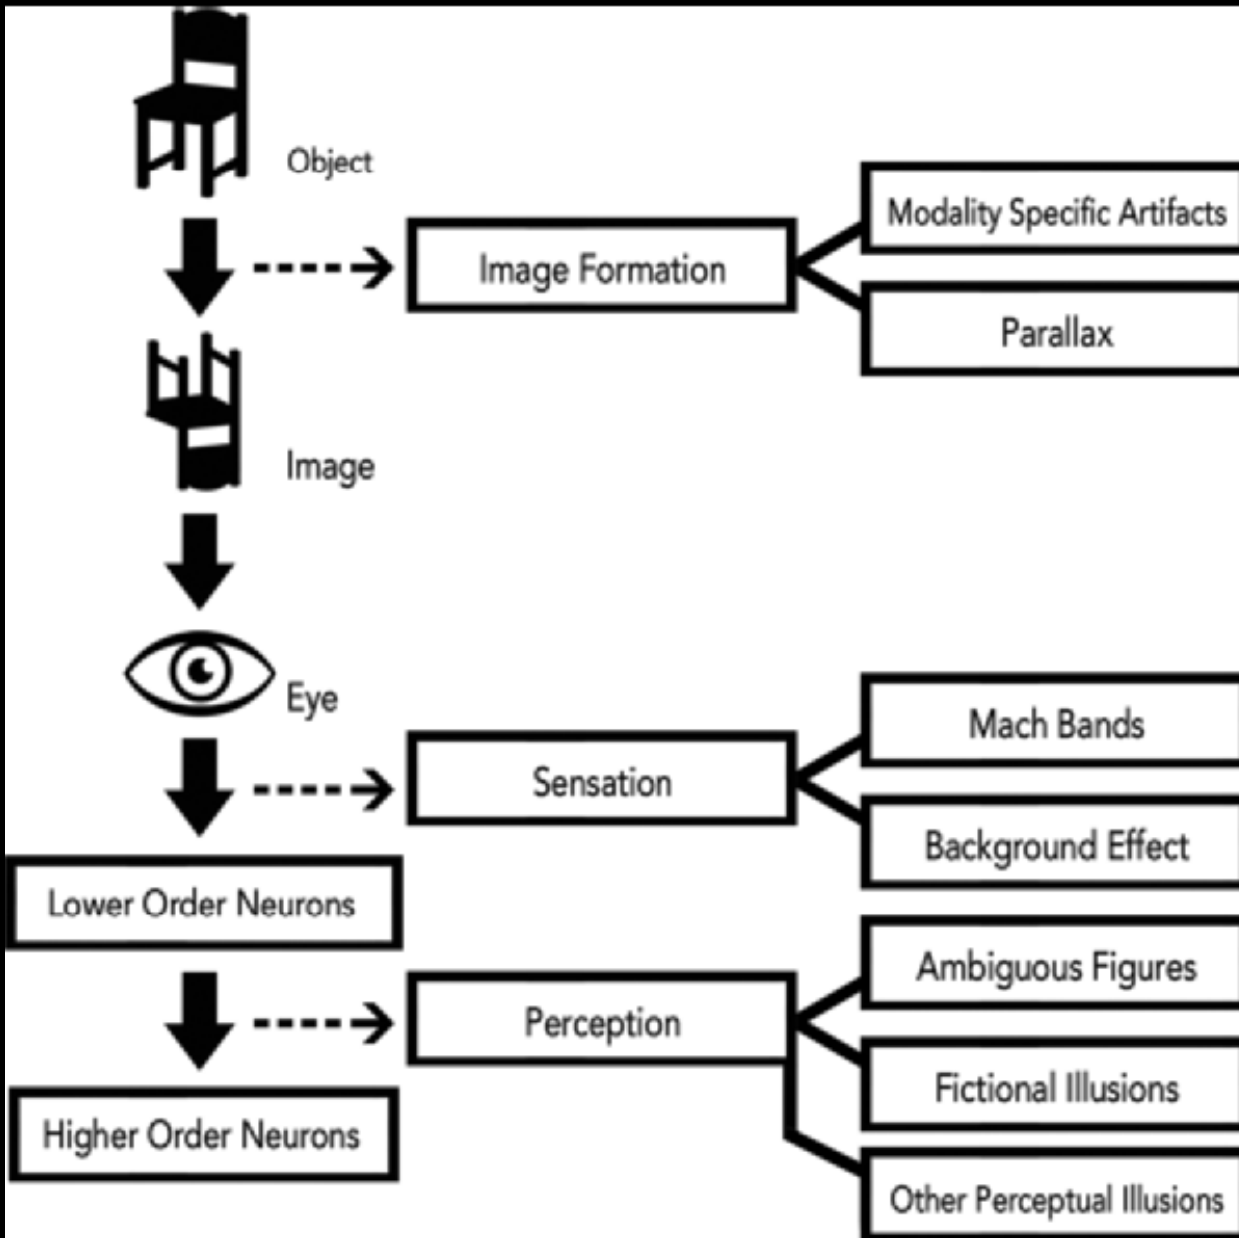 Object
Modality Specific Artifacts
Image Formation
Parallax
Image
Eye
Mach Bands
Sensation
Background Effect
Lower Order Neurons
Ambiguous Figures
Perception
Fictional Illusions
Higher Order Neurons
Other Perceptual Illusions